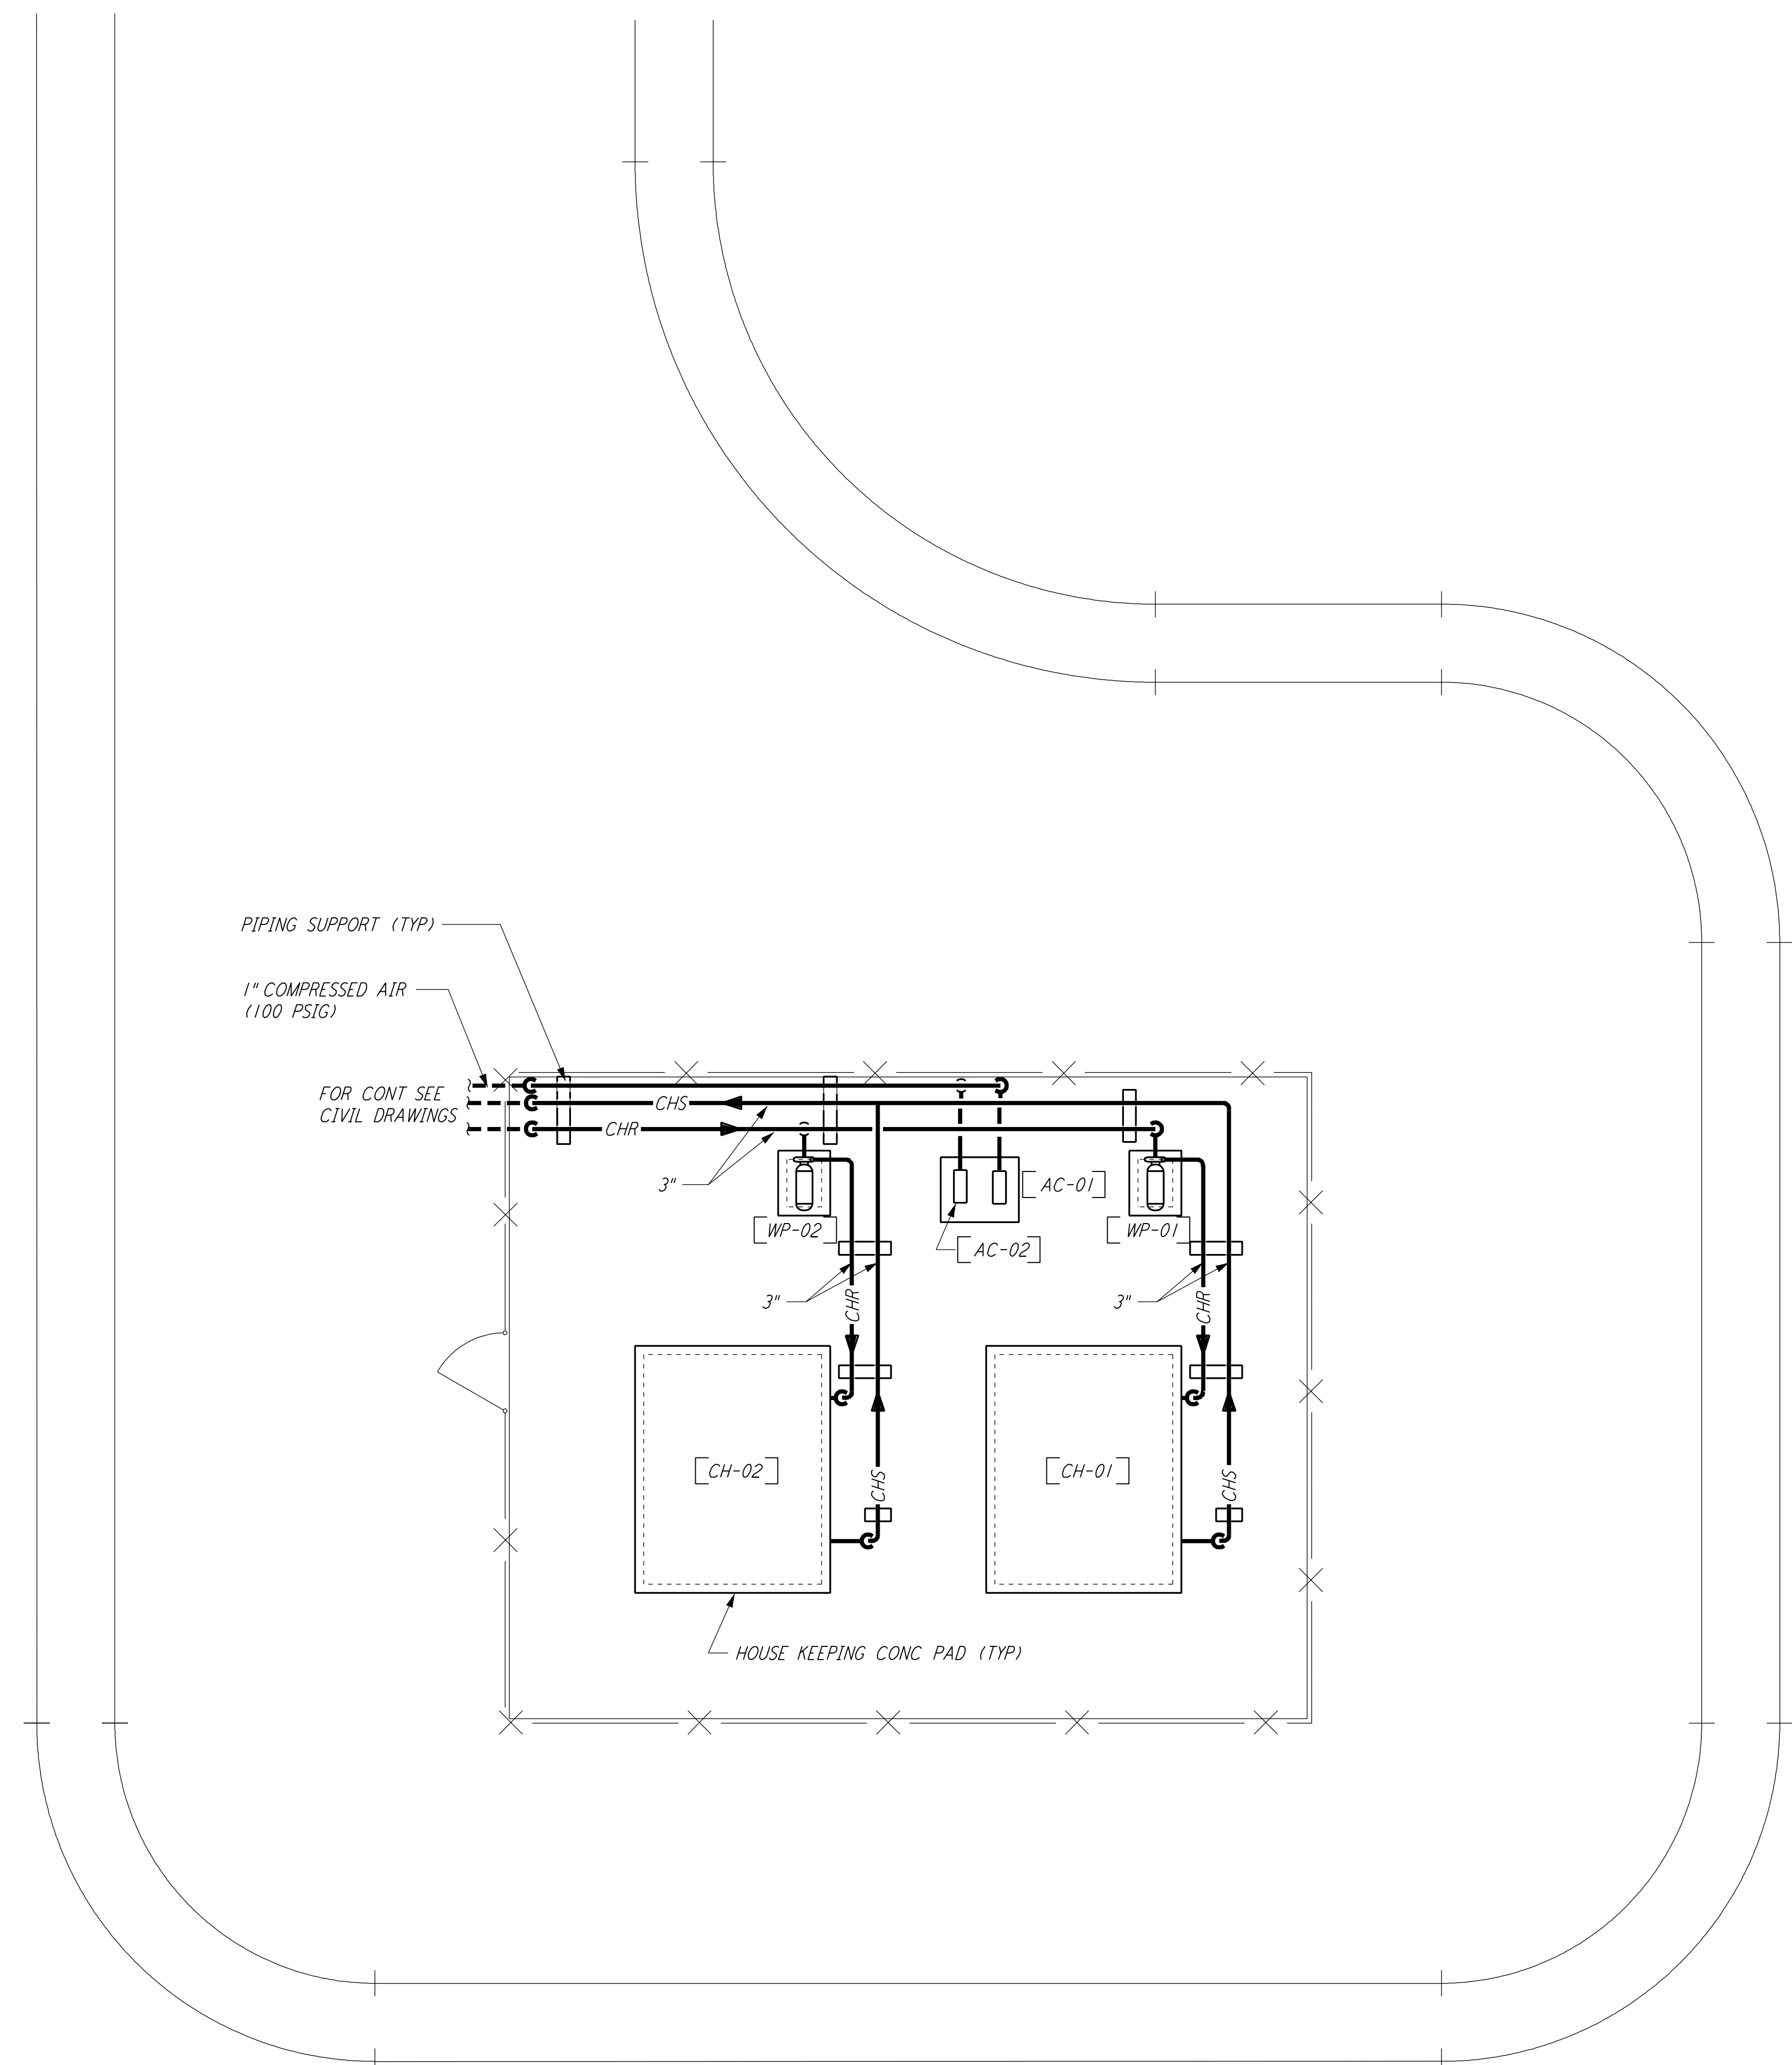 PIPING SUPPORT (TYP)
1" COMPRESSED AIR
(100 PSIG)
FOR CONT SEE
CIVIL DRAWINGS
CHS
CHR
3"
WP-02
AC-01
AC-02
WP-01
3"
CHR
3"
CHR
CH-02
CHS
CH-01
CHS
HOUSE KEEPING CONC PAD (TYP)